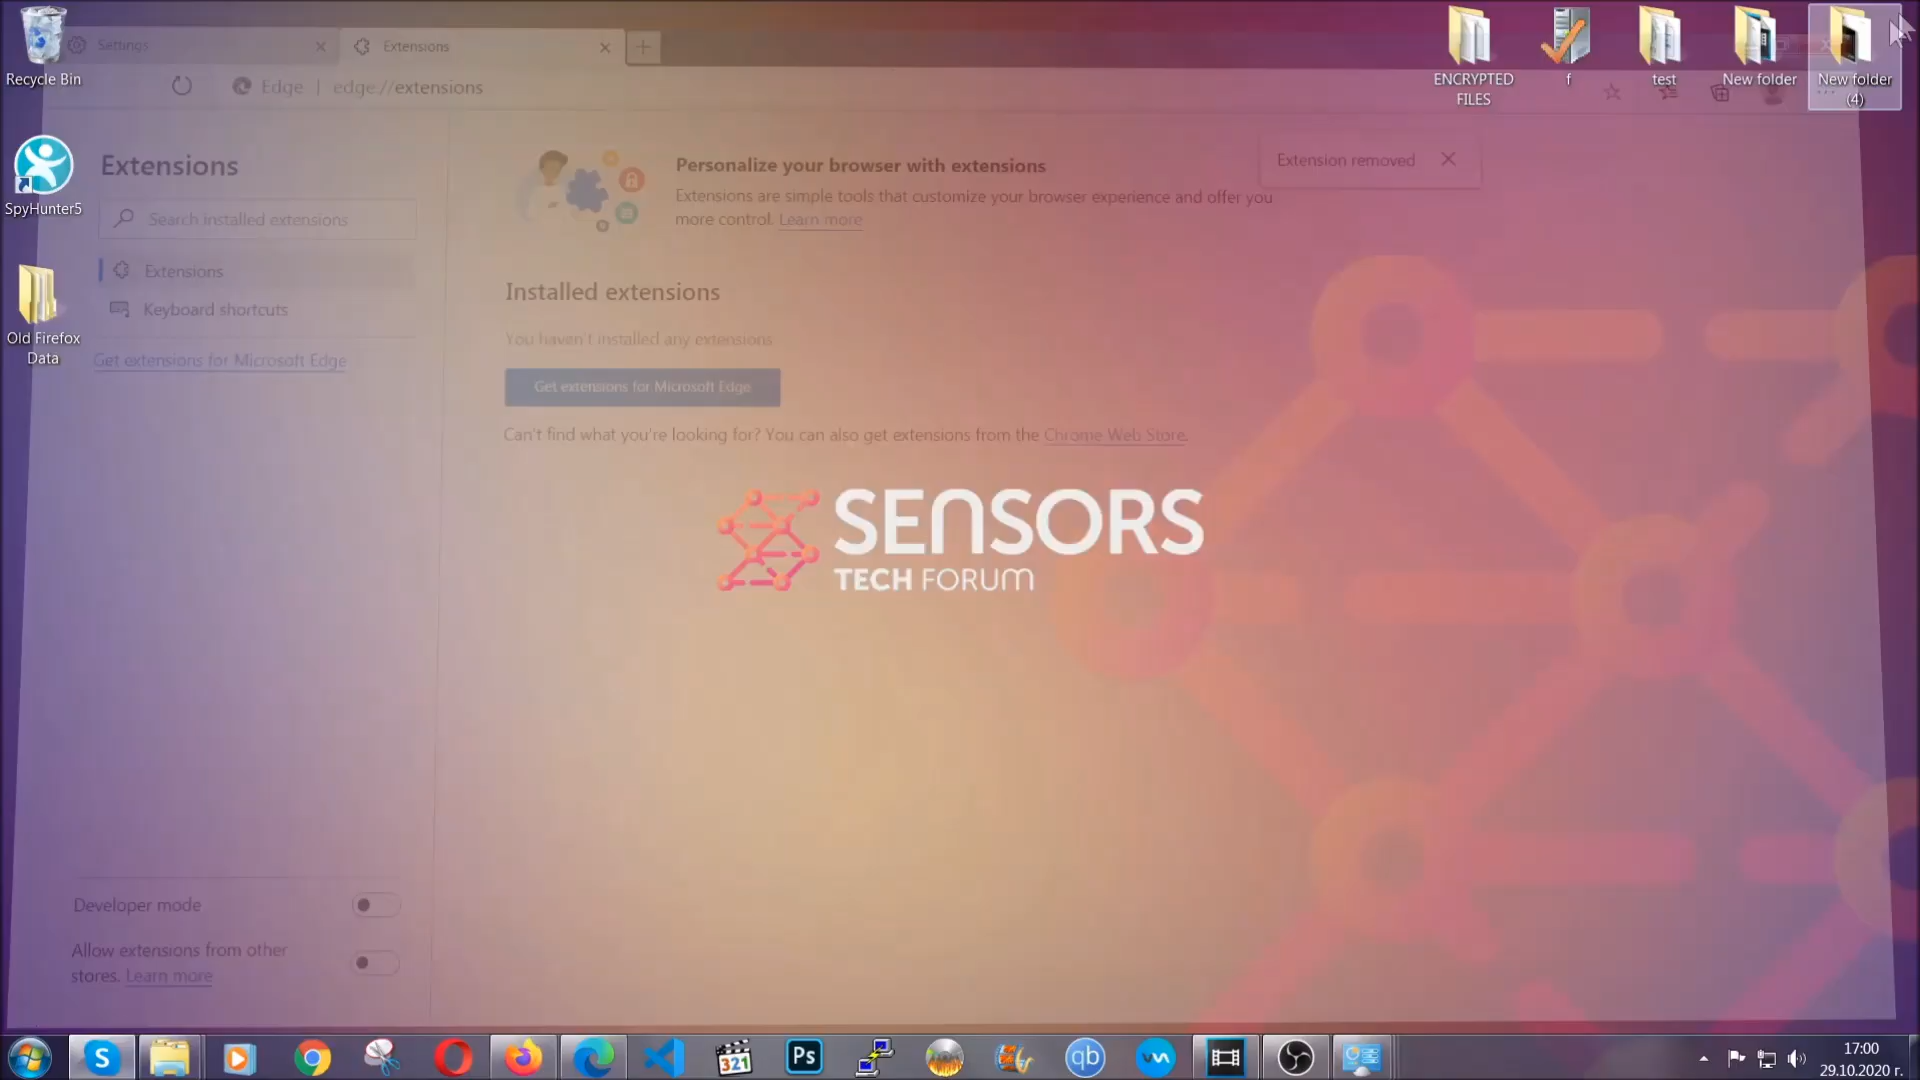 Recycle Bin
SpyHunter5
Old Firefox
Data
ENCRYPTED
FILES
f
test
New folder
New folder
(4)
Settings
Extensions
Edge | edge://extensions
Extensions
Search installed extensions
Extensions
Keyboard shortcuts
Get extensions for Microsoft Edge
Personalize your browser with extensions
Extensions are simple tools that customize your browser experience and offer you
more control. Learn more
Extension removed
Installed extensions
You haven't installed any extensions
Get extensions for Microsoft Edge
Can't find what you're looking for? You can also get extensions from the Chrome Web Store.
SENSORS
TECH FORUM
Developer mode
Allow extensions from other
stores. Learn more
S
321
Ps
qb
17:00
29.10.2020 г.